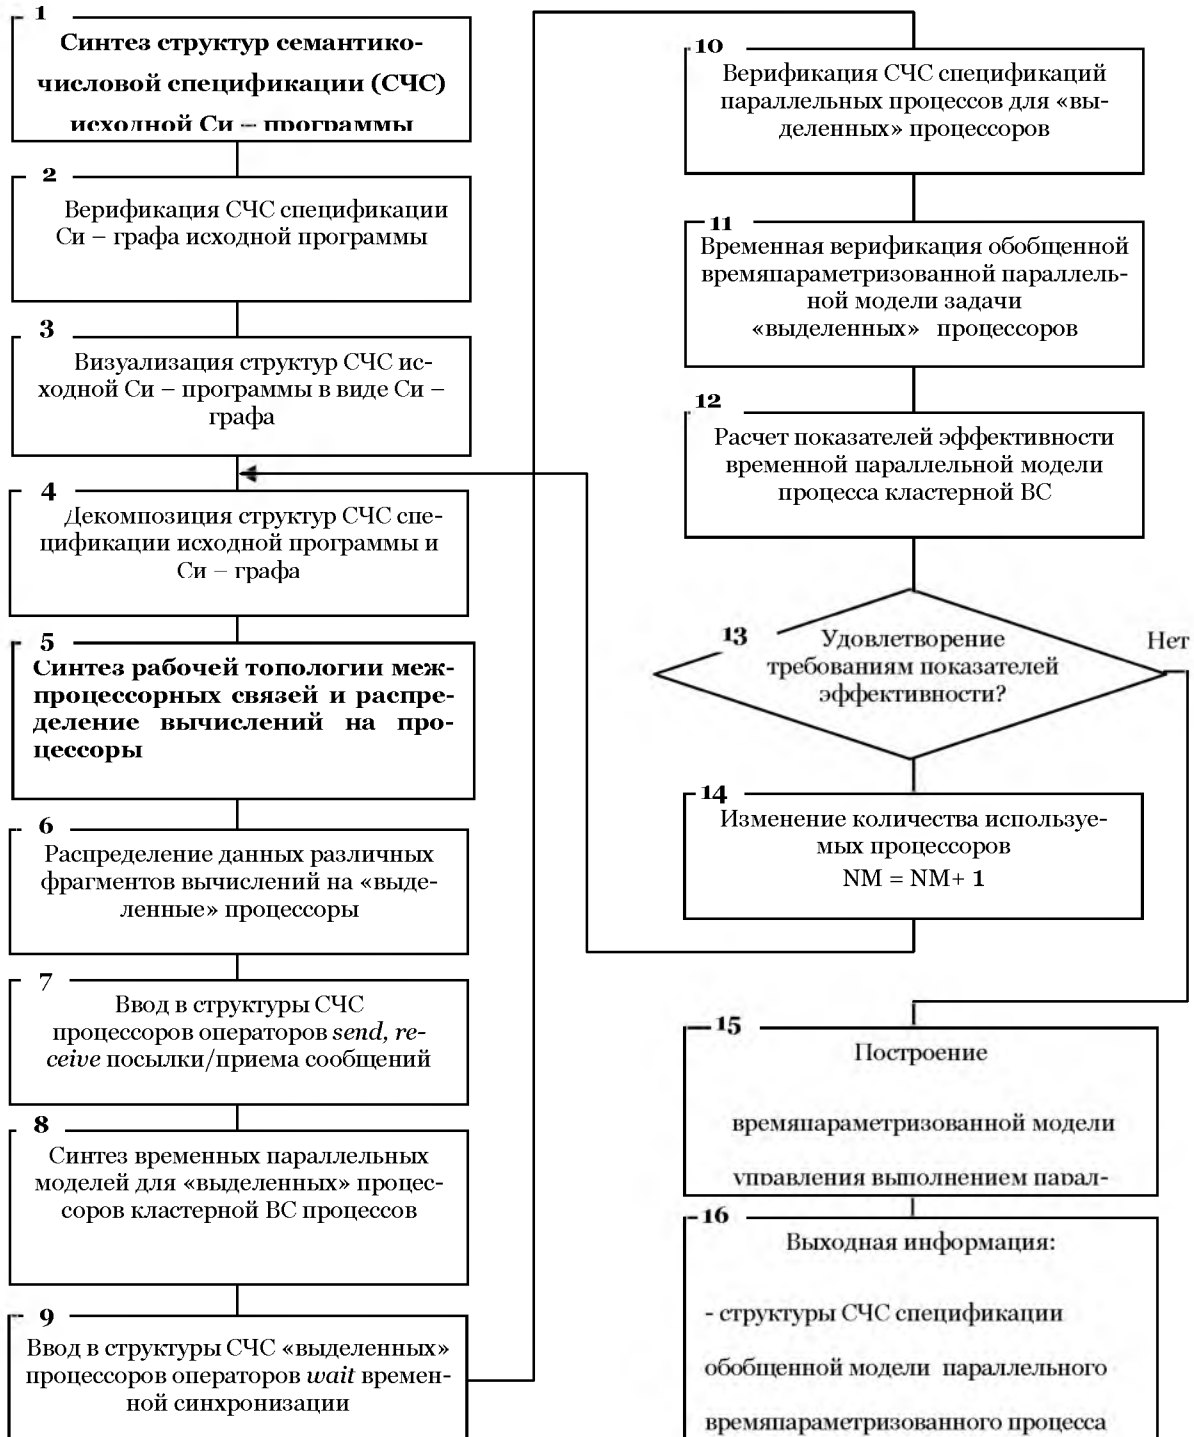 1
Синтез структур семантико-
числовой спецификации (СЧС)
исходной Си – программы
2
Верификация СЧС спецификации
Си – графа исходной программы
3
Визуализация структур СЧС ис-
ходной Си – программы в виде Си –
графа
4
Декомпозиция структур СЧС спе-
цификации исходной программы и
Си – графа
5
Синтез рабочей топологии меж-
процессорных связей и распре-
деление вычислений на про-
цессоры
6
Распределение данных различных
фрагментов вычислений на «выде-
ленные» процессоры
7
Ввод в структуры СЧС
процессоров операторов send, re-
ceive посылки/приема сообщений
8
Синтез временных параллельных
моделей для «выделенных» процес-
соров кластерной ВС процессов
9
Ввод в структуры СЧС «выделенных»
процессоров операторов wait времен-
ной синхронизации
10
Верификация СЧС спецификаций
параллельных процессов для «вы-
деленных» процессоров
11
Временная верификация обобщенной
времяпараметризованной параллель-
ной модели задачи
«выделенных» процессоров
12
Расчет показателей эффективности
временной параллельной модели
процесса кластерной ВС
13
Удовлетворение
требованиям показателей
эффективности?
Нет
14
Изменение количества используе-
мых процессоров
NM = NM+ 1
15
Построение
времяпараметризованной модели
управления выполнением парал-
16
Выходная информация:
- структуры СЧС спецификации
обобщенной модели параллельного
времяпараметризованного процесса